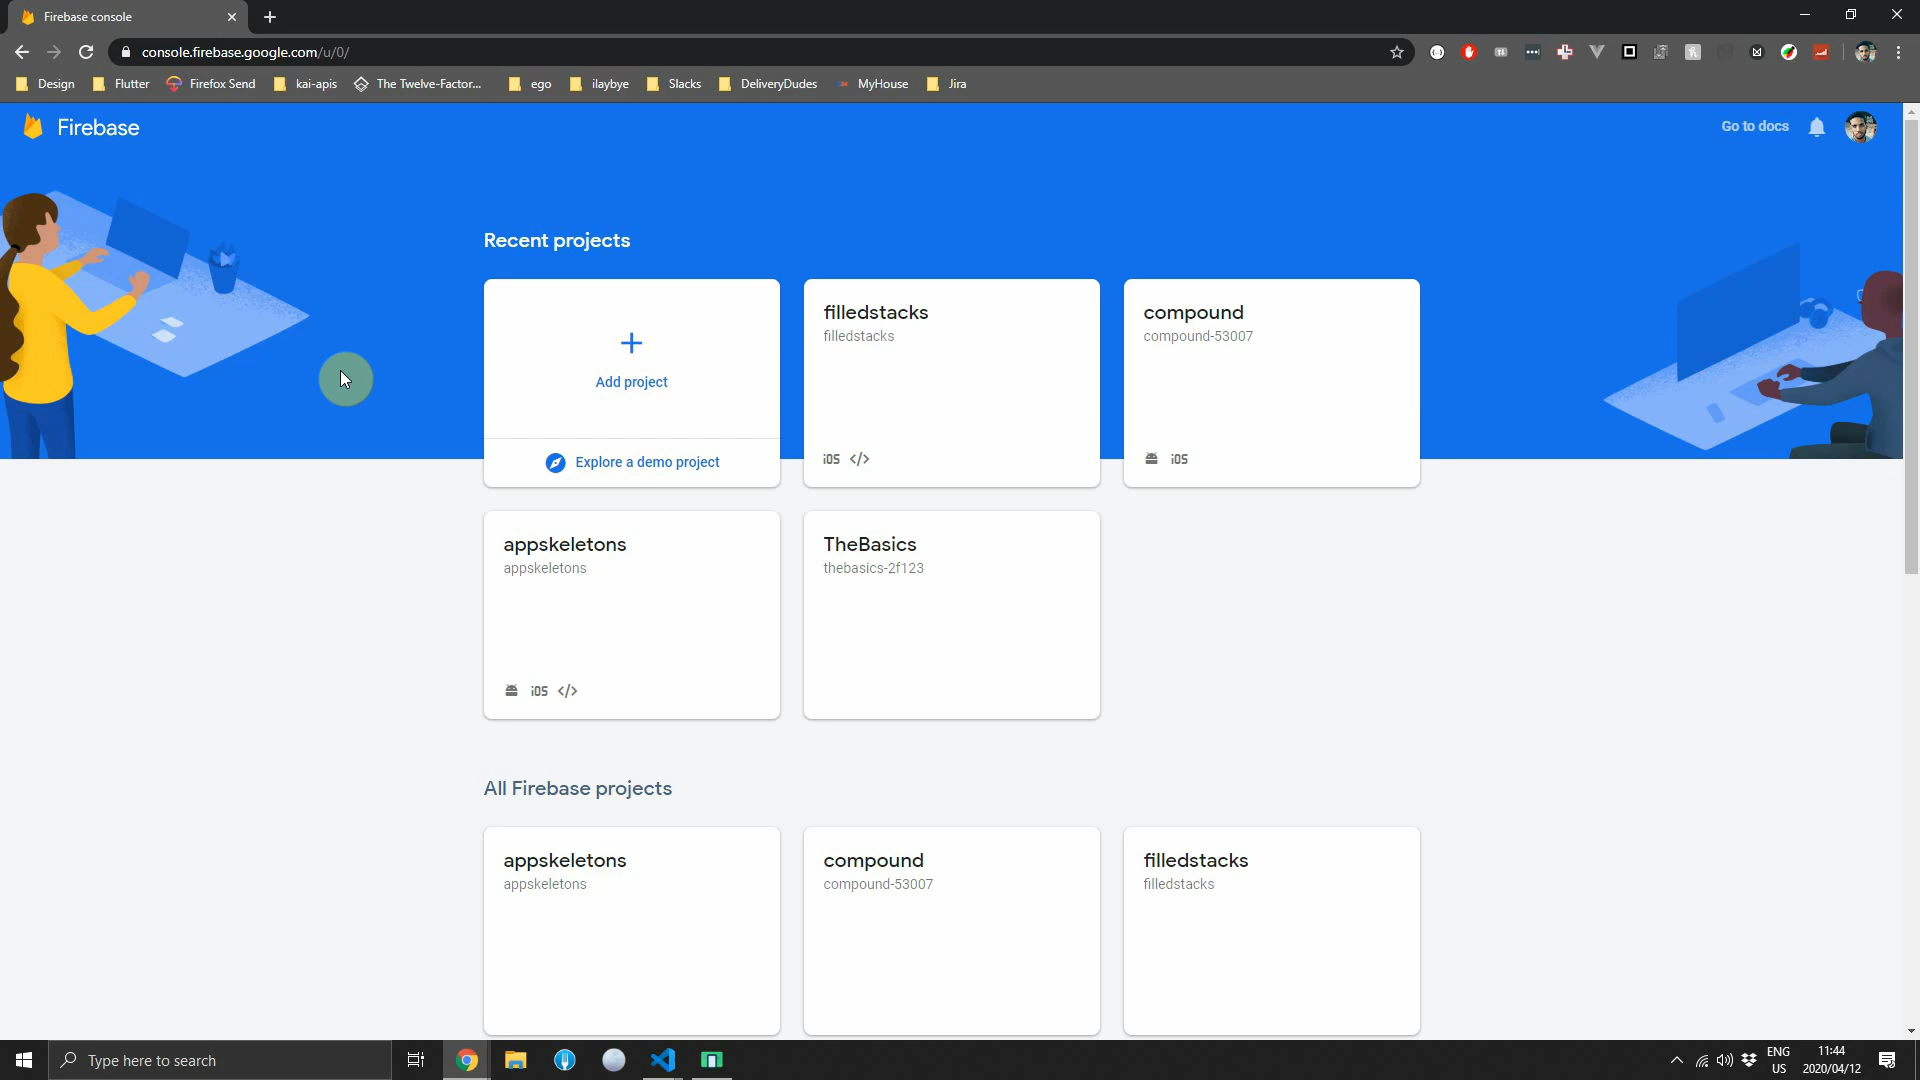 Firebase console
console.firebase.google.com/u/0/
Design Flutter Firefox Send kai-apis The Twelve-Factor... ego ilaybye Slacks DeliveryDudes MyHouse Jira
Firebase
Go to docs
Recent projects
Add project
Explore a demo project
filledstacks
filledstacks
iOS </>
compound
compound-53007
iOS
appskeletons
appskeletons
iOS </>
TheBasics
thebasics-2f123
All Firebase projects
appskeletons
appskeletons
compound
compound-53007
filledstacks
filledstacks
Type here to search
ENG
US
11:44
2020/04/12